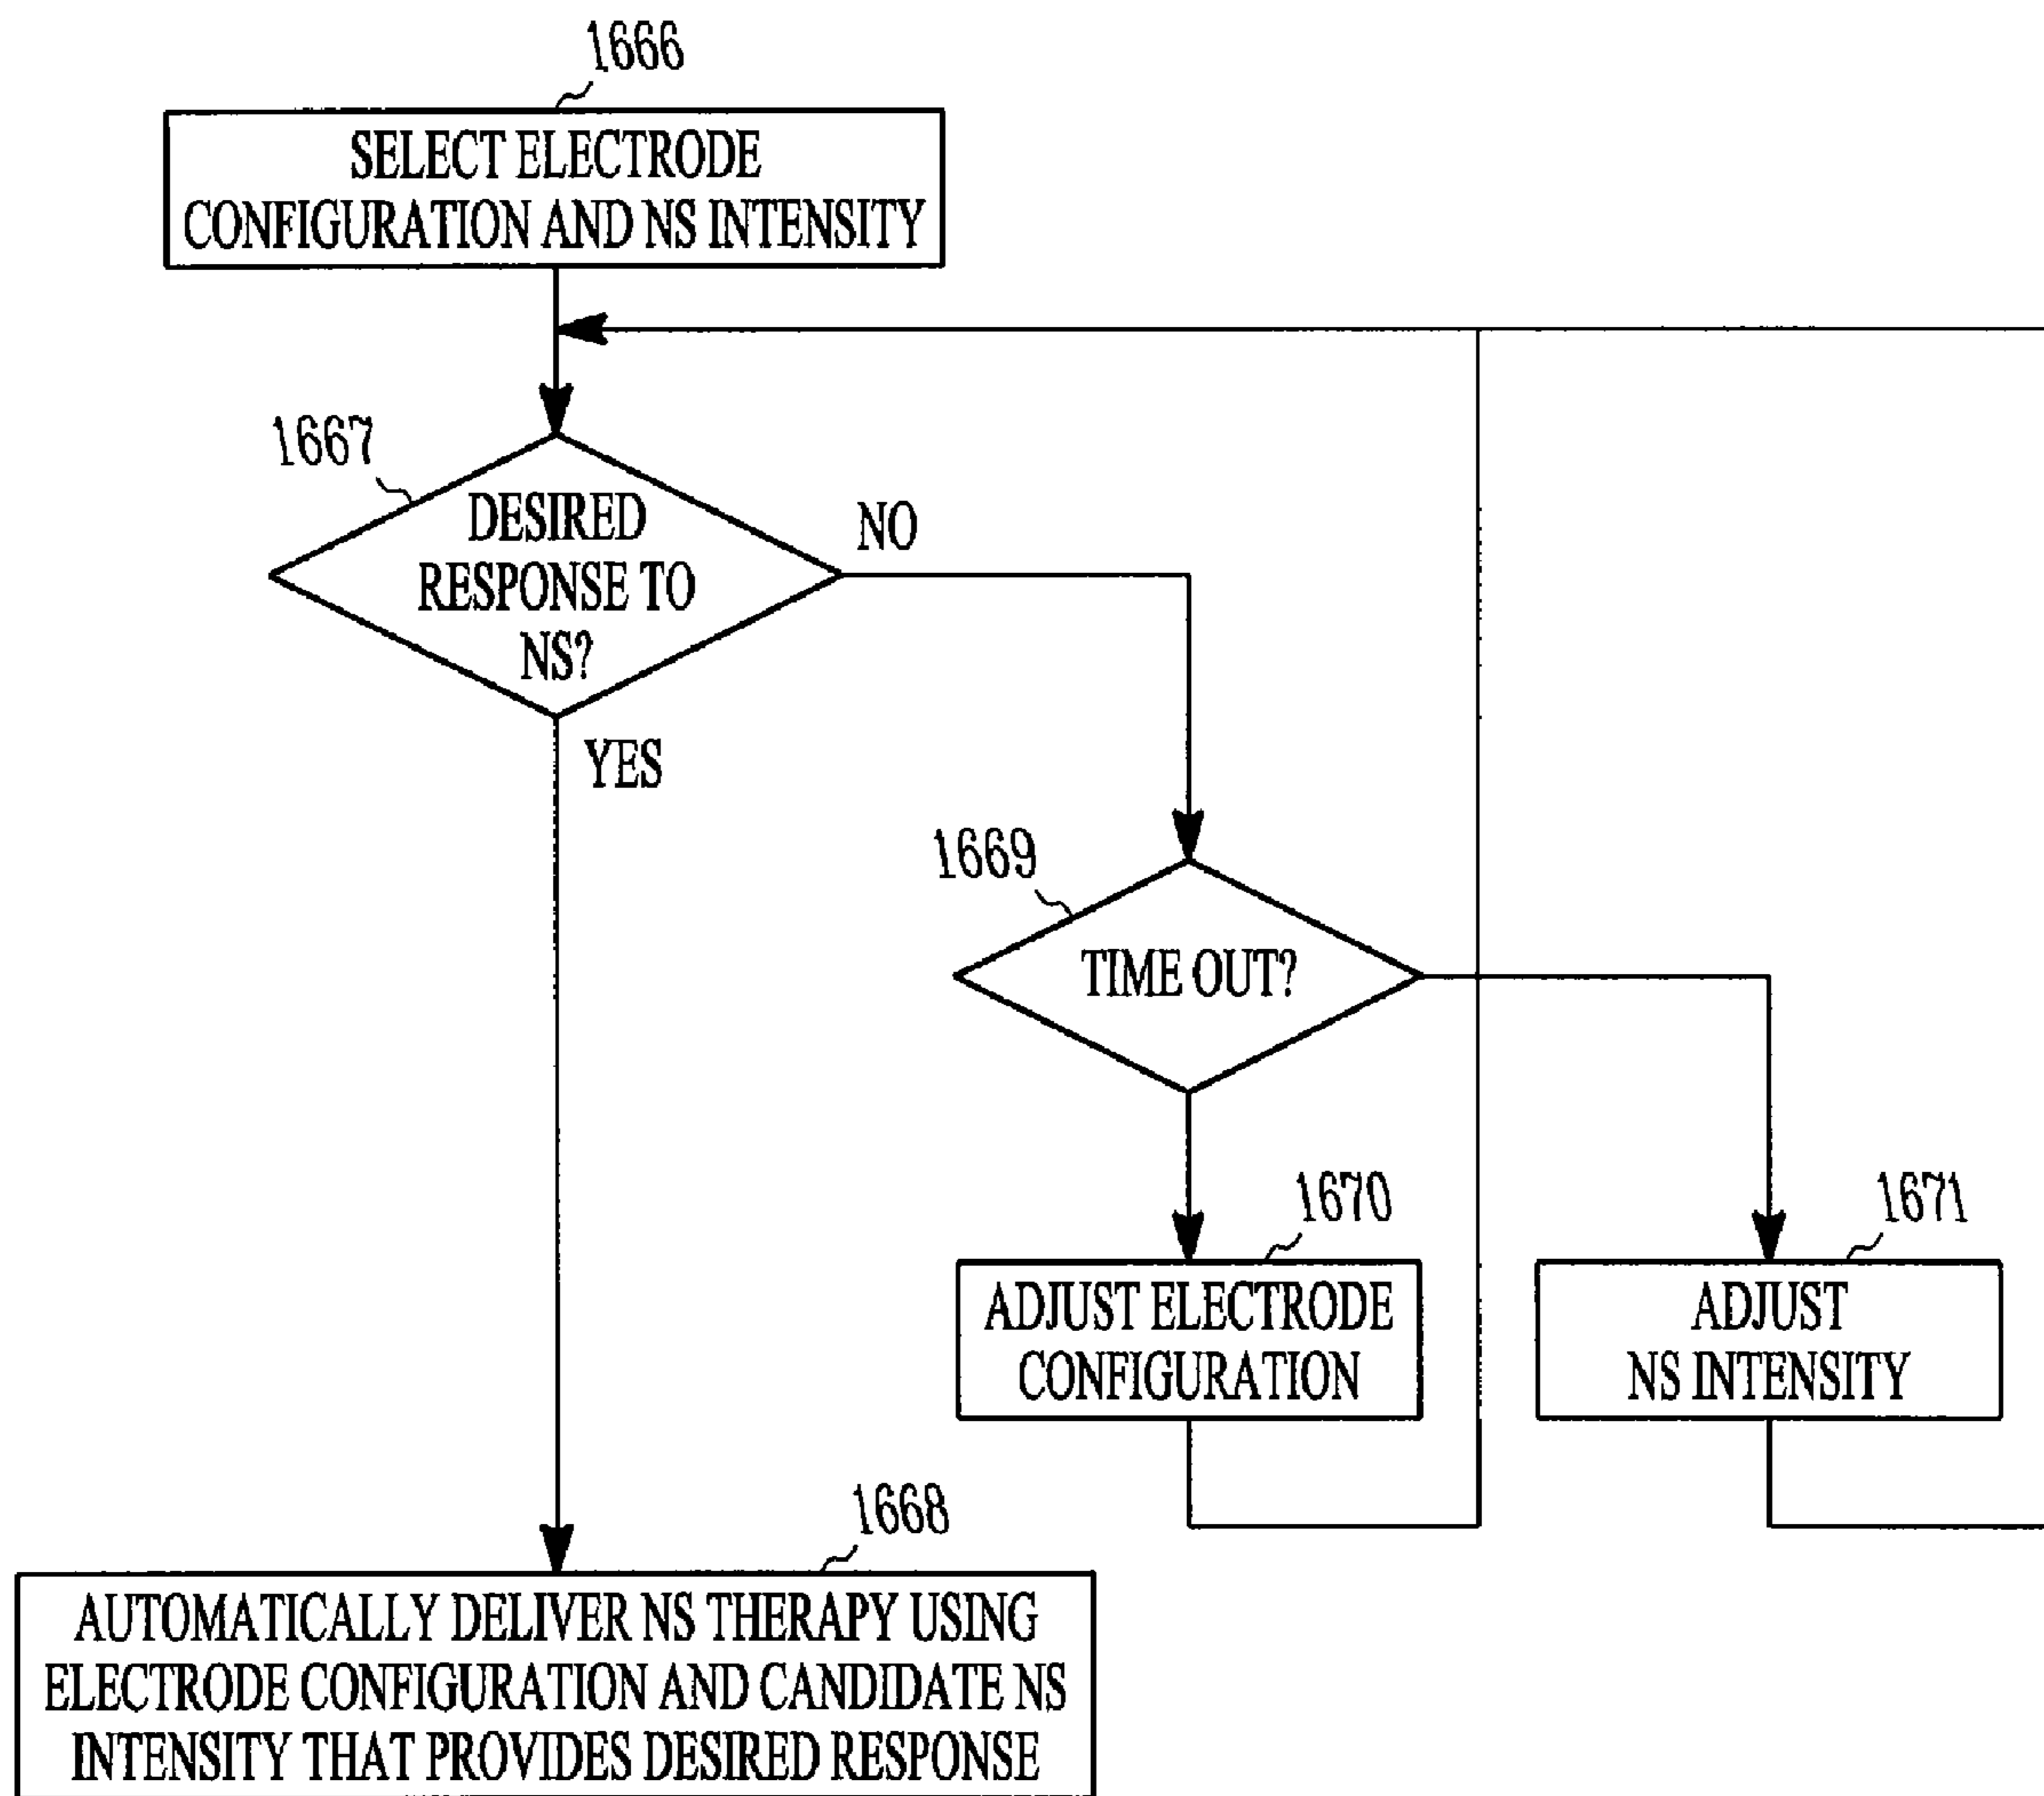 1666
SELECT ELECTRODE
CONFIGURATION AND NS INTENSITY
1667
DESIRED
RESPONSE TO
NS?
NO
YES
1669
TIME OUT?
1670
ADJUST ELECTRODE
CONFIGURATION
1671
ADJUST
NS INTENSITY
1668
AUTOMATICALLY DELIVER NS THERAPY USING
ELECTRODE CONFIGURATION AND CANDIDATE NS
INTENSITY THAT PROVIDES DESIRED RESPONSE